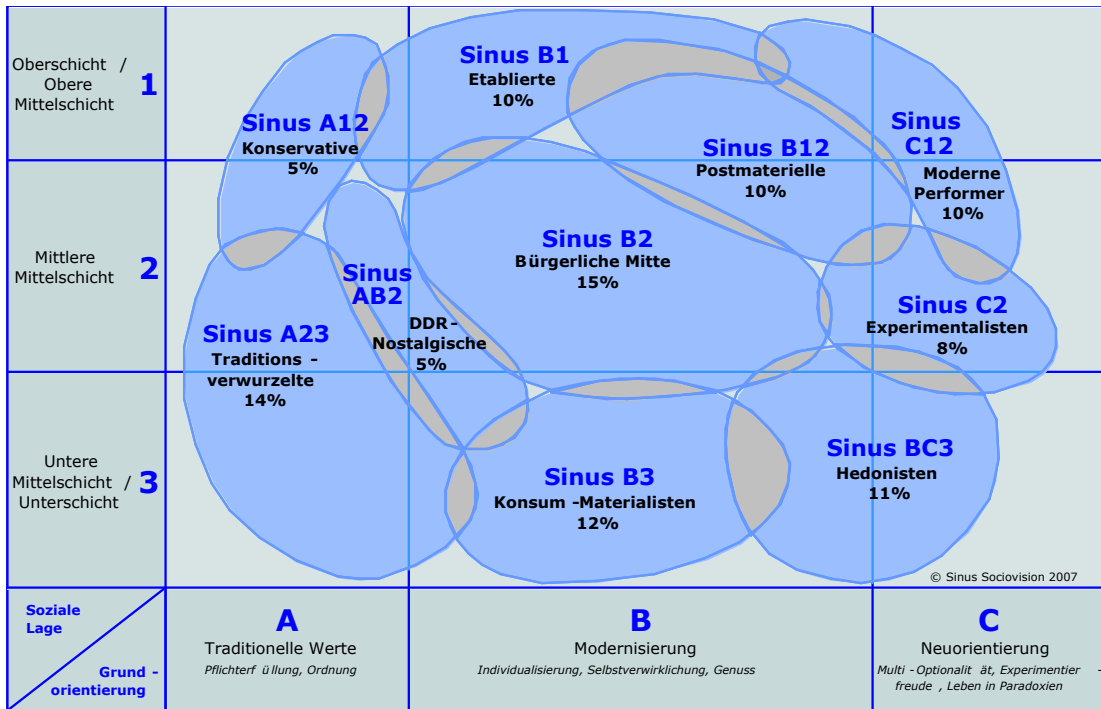 Oberschicht /
Obere
Mittelschicht
1
Sinus B1
Etablierte
10%
Sinus A12
Konservative
5%
Sinus
C12
Moderne
Performer
10%
Sinus B12
Postmaterielle
10%
Mittlere
Mittelschicht
2
Sinus B2
Bürgerliche Mitte
15%
Sinus
AB2
DDR-
Nostalgische
5%
Sinus A23
Traditions -
verwurzelte
14%
Sinus C2
Experimentalisten
8%
Untere
Mittelschicht /
Unterschicht
3
Sinus B3
Konsum -Materialisten
12%
Sinus BC3
Hedonisten
11%
© Sinus Sociovision 2007
Soziale
Lage
Grund -
orientierung
A
Traditionelle Werte
Pflichterf üllung, Ordnung
B
Modernisierung
Individualisierung, Selbstverwirklichung, Genuss
C
Neuorientierung
Multi -Optionalit ät, Experimentier -
freude , Leben in Paradoxien